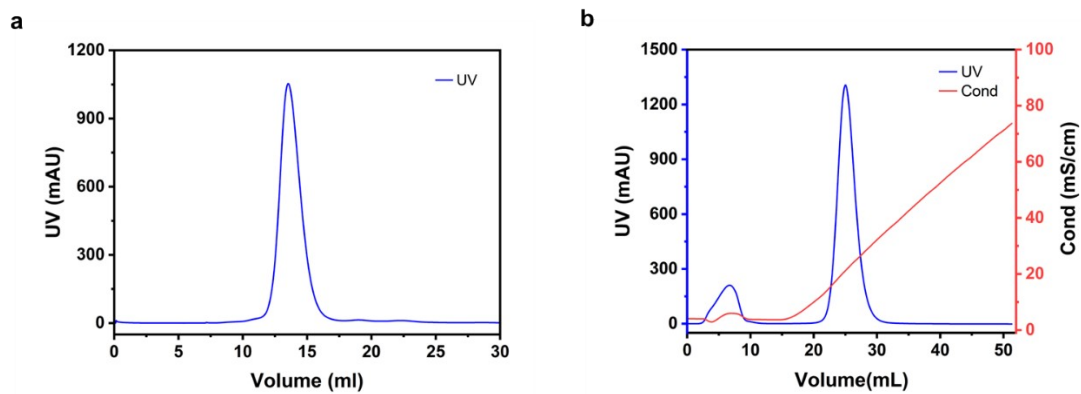 a
1200
900
600
300
0
UV (mAU)
UV
0 5 10 15 20 25 30
Volume (ml)
b
1500
1200
900
600
300
0
UV (mAU)
UV
Cond
100
80
60
40
20
0
Cond (mS/cm)
0 10 20 30 40 50
Volume(mL)